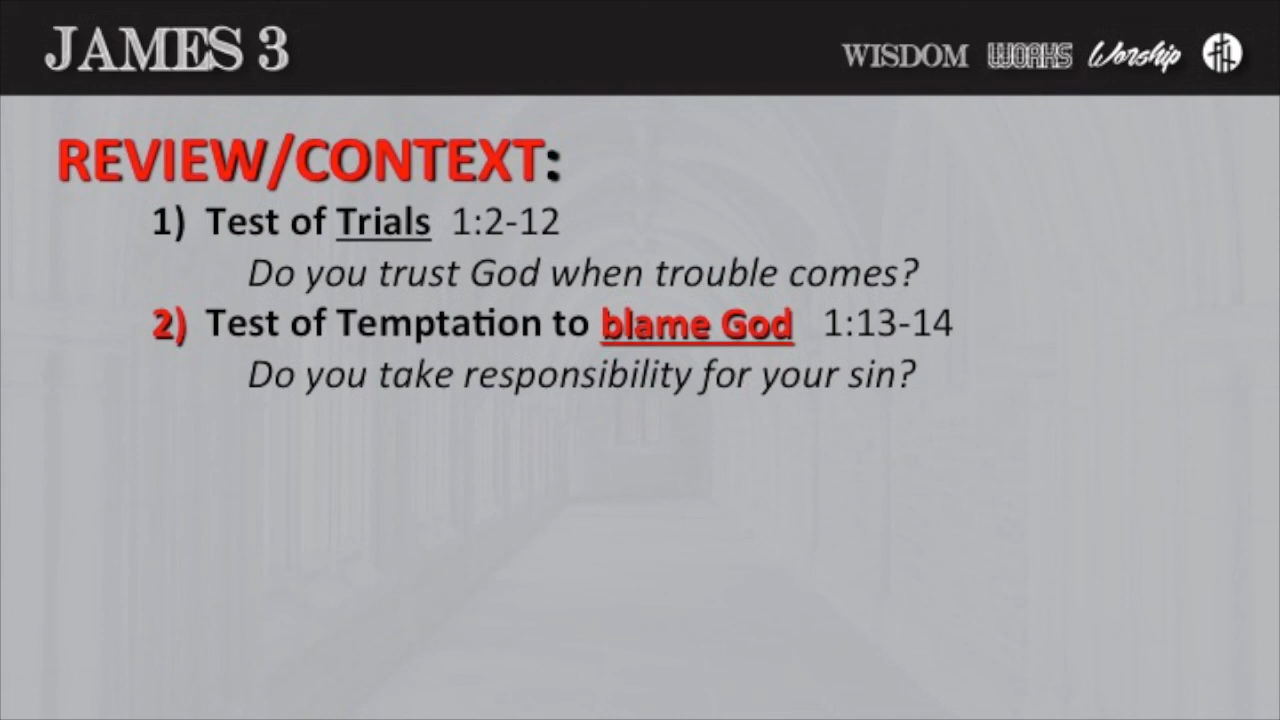 JAMES 3
WISDOM WORKS Worship
REVIEW/CONTEXT:
1) Test of Trials 1:2-12
Do you trust God when trouble comes?
2) Test of Temptation to blame God 1:13-14
Do you take responsibility for your sin?